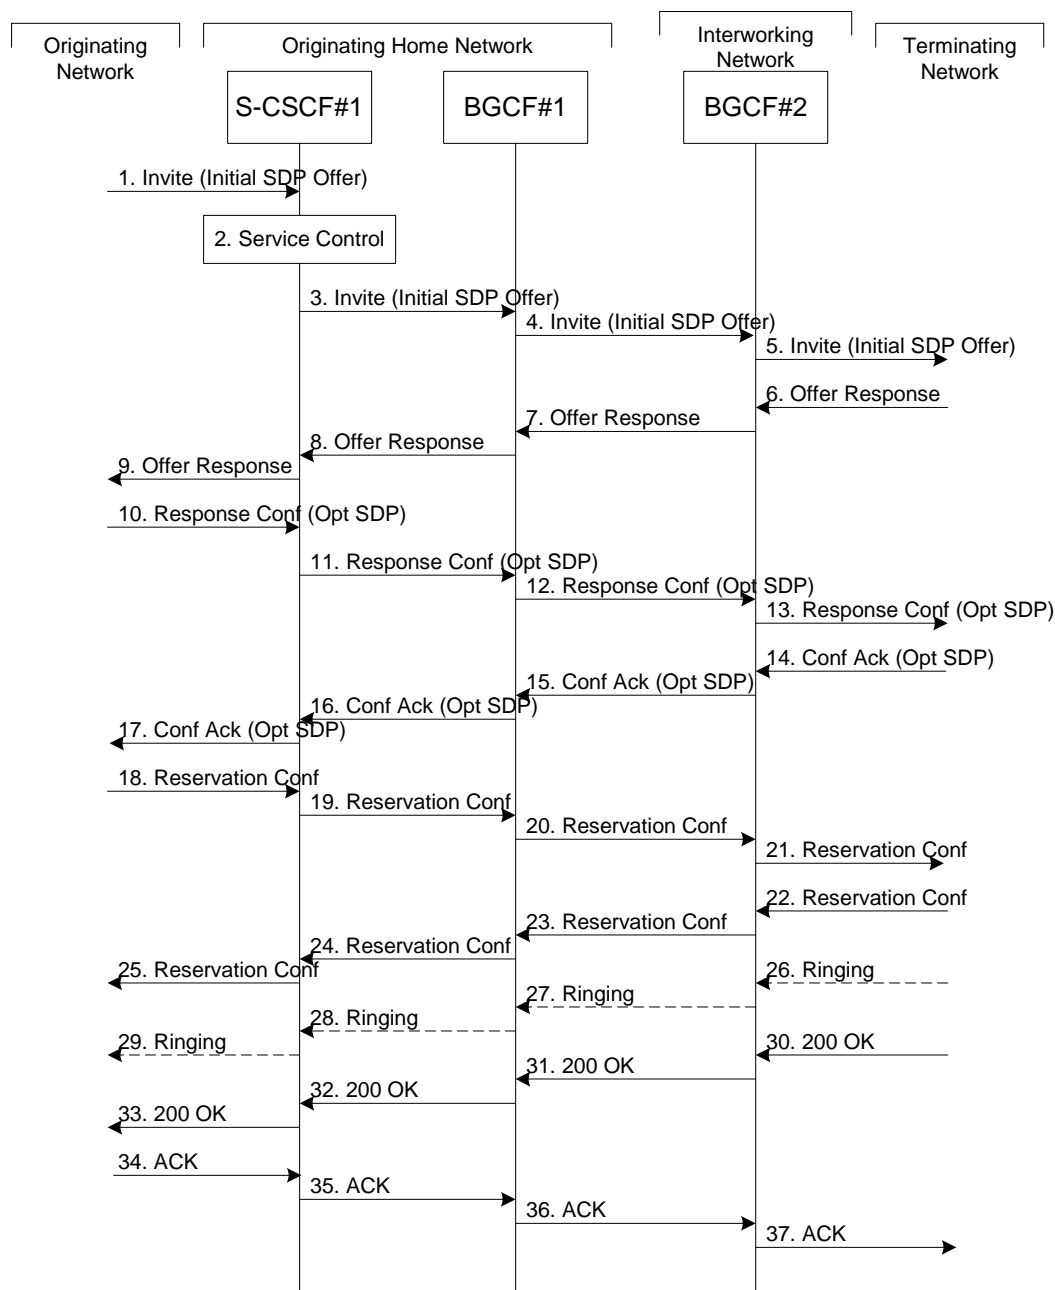 Originating
Network
Originating Home Network
Interworking
Network
Terminating
Network
S-CSCF#1
BGCF#1
BGCF#2
1. Invite (Initial SDP Offer)
2. Service Control
3. Invite (Initial SDP Offer)
4. Invite (Initial SDP Offer)
5. Invite (Initial SDP Offer)
6. Offer Response
7. Offer Response
8. Offer Response
9. Offer Response
10. Response Conf (Opt SDP)
11. Response Conf (Opt SDP)
12. Response Conf (Opt SDP)
13. Response Conf (Opt SDP)
14. Conf Ack (Opt SDP)
15. Conf Ack (Opt SDP)
16. Conf Ack (Opt SDP)
17. Conf Ack (Opt SDP)
18. Reservation Conf
19. Reservation Conf
20. Reservation Conf
21. Reservation Conf
22. Reservation Conf
23. Reservation Conf
24. Reservation Conf
25. Reservation Conf
26. Ringing
27. Ringing
28. Ringing
29. Ringing
30. 200 OK
31. 200 OK
32. 200 OK
33. 200 OK
34. ACK
35. ACK
36. ACK
37. ACK